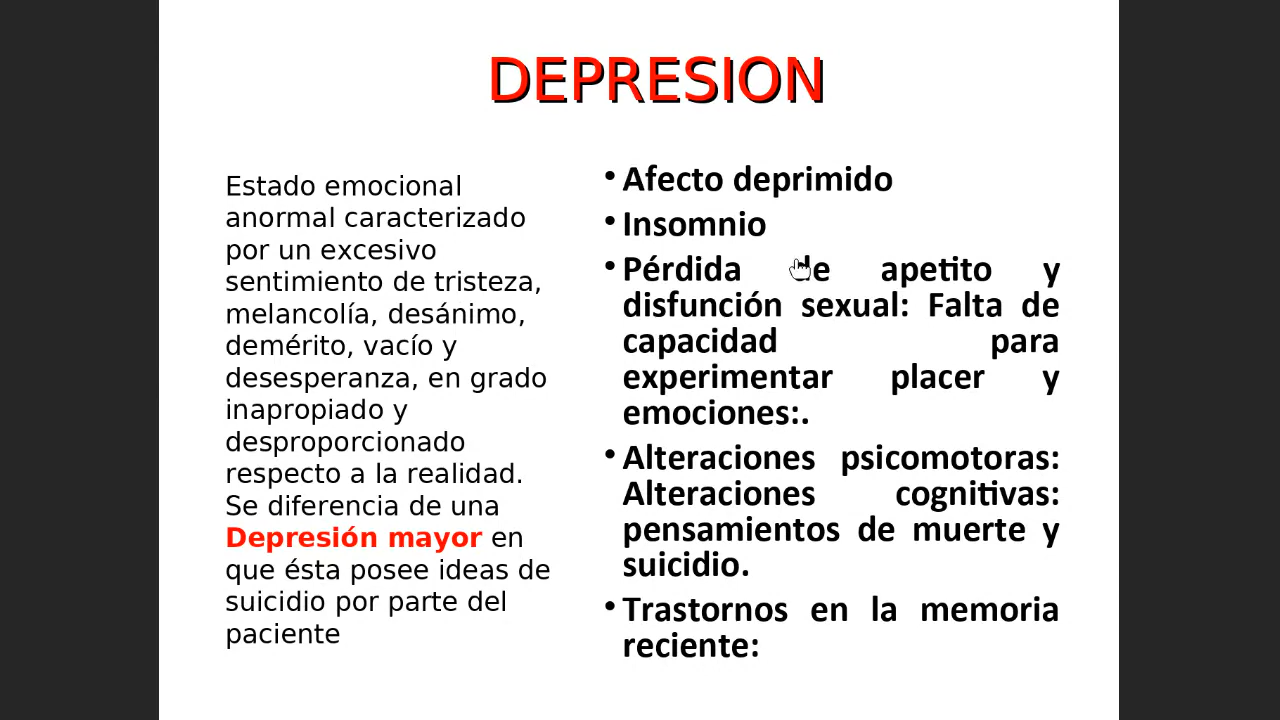 DEPRESION
Estado emocional
anormal caracterizado
por un excesivo
sentimiento de tristeza,
melancolía, desánimo,
demérito, vacío y
desesperanza, en grado
inapropiado y
desproporcionado
respecto a la realidad.
Se diferencia de una
Depresión mayor en
que ésta posee ideas de
suicidio por parte del
paciente
• Afecto deprimido
• Insomnio
• Pérdida de apetito y
disfunción sexual: Falta de
capacidad para
experimentar placer y
emociones:.
• Alteraciones psicomotoras:
Alteraciones cognitivas:
pensamientos de muerte y
suicidio.
• Trastornos en la memoria
reciente: